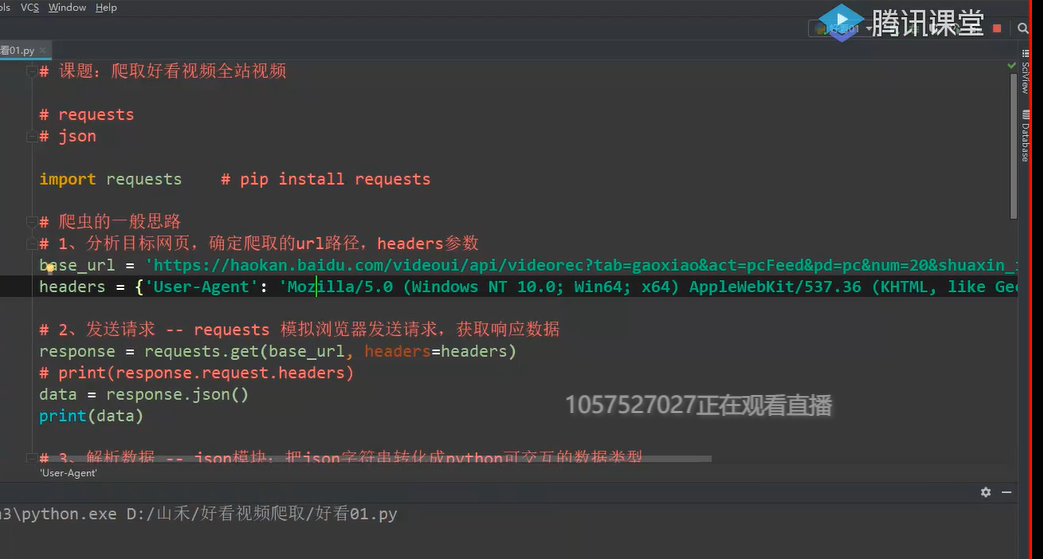 VCS Window Help
腾讯课堂
看01.py
# 课题：爬取好看视频全站视频
# requests
# json
import requests # pip install requests
# 爬虫的一般思路
# 1、分析目标网页，确定爬取的url路径，headers参数
base_url = 'https://haokan.baidu.com/videoui/api/videorec?tab=gaoxiao&act=pcFeed&pd=pc&num=20&shuaxin_
headers = {'User-Agent': 'Mozilla/5.0 (Windows NT 10.0; Win64; x64) AppleWebKit/537.36 (KHTML, like Gec
# 2、发送请求 -- requests 模拟浏览器发送请求，获取响应数据
response = requests.get(base_url, headers=headers)
# print(response.request.headers)
data = response.json()
print(data)
1057527027正在观看直播
# 3、解析数据 -- json模块：把json字符串转化成python可交互的数据类型
'User-Agent'
3\python.exe D:/山禾/好看视频爬取/好看01.py
SciView
Database